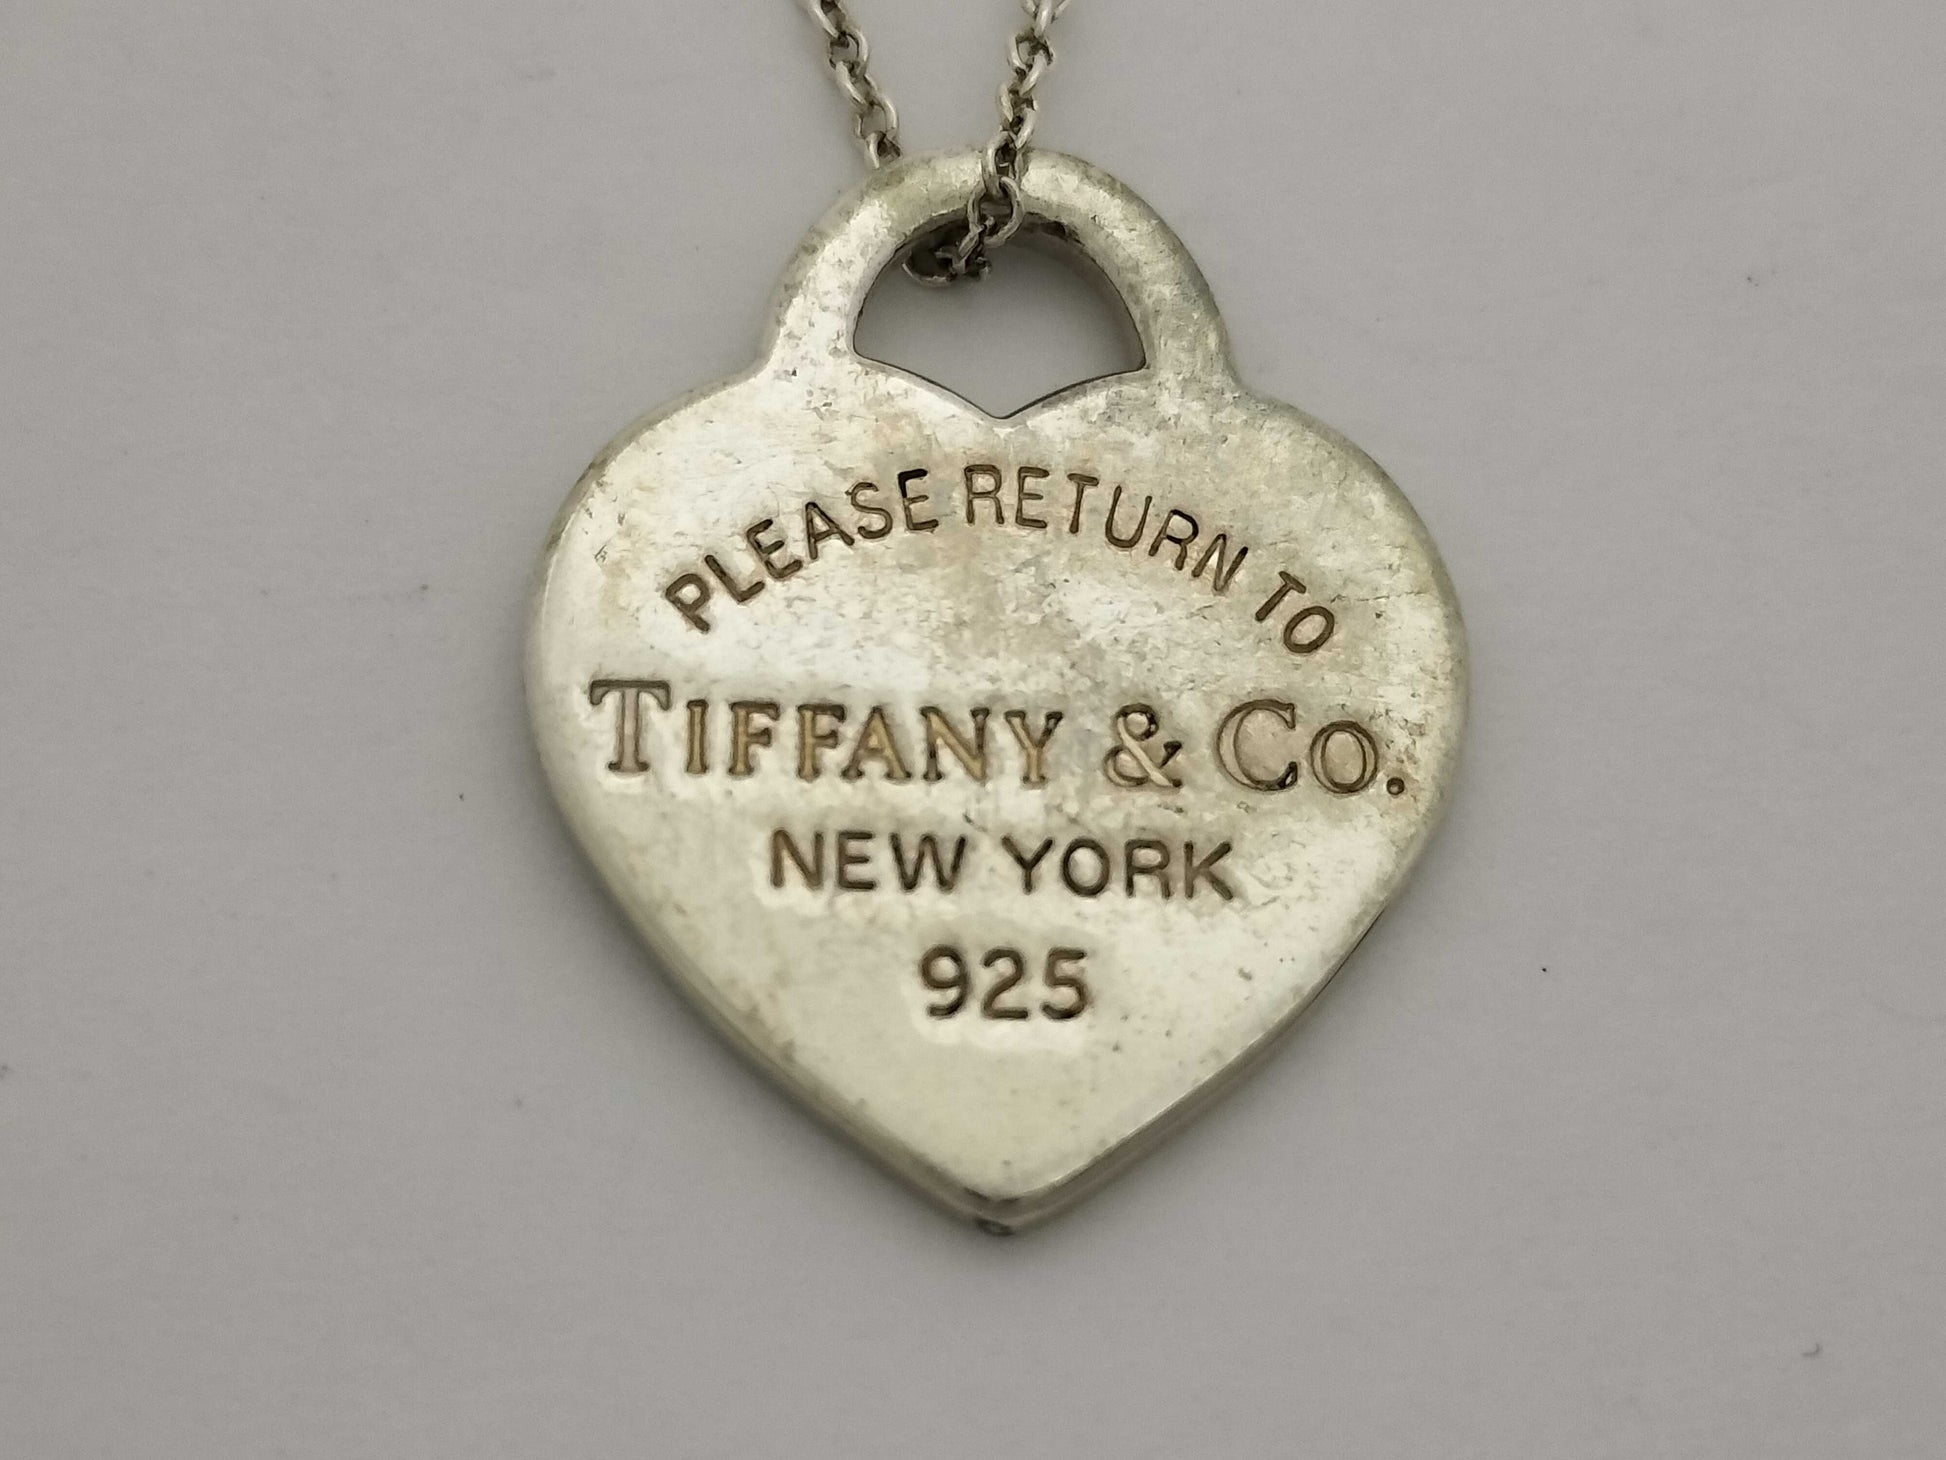 PLEASE RETURN TO
TIFFANY & CO.
NEW YORK
925